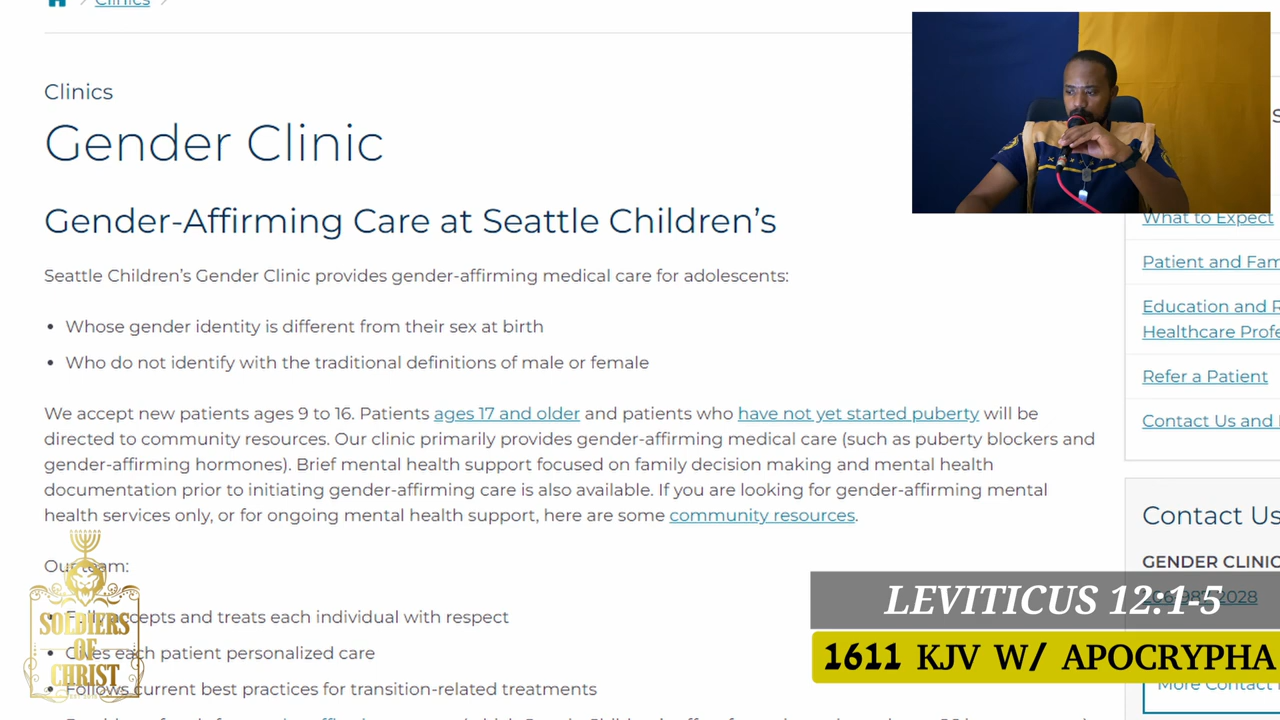 Clinics
Clinics
Gender Clinic
Gender-Affirming Care at Seattle Children's
Seattle Children's Gender Clinic provides gender-affirming medical care for adolescents:
• Whose gender identity is different from their sex at birth
• Who do not identify with the traditional definitions of male or female
We accept new patients ages 9 to 16. Patients ages 17 and older and patients who have not yet started puberty will be
directed to community resources. Our clinic primarily provides gender-affirming medical care (such as puberty blockers and
gender-affirming hormones). Brief mental health support focused on family decision making and mental health
documentation prior to initiating gender-affirming care is also available. If you are looking for gender-affirming mental
health services only, or for ongoing mental health support, here are some community resources.
Our team:
• Fully accepts and treats each individual with respect
• Gives each patient personalized care
• Follows current best practices for transition-related treatments
SOLDIERS
OF
CHRIST
What to Expect
Patient and Fam
Education and R
Healthcare Profe
Refer a Patient
Contact Us and
Contact Us
GENDER CLINIC
LEVITICUS 12:1-5
1611 KJV W/ APOCRYPHA
More Contact